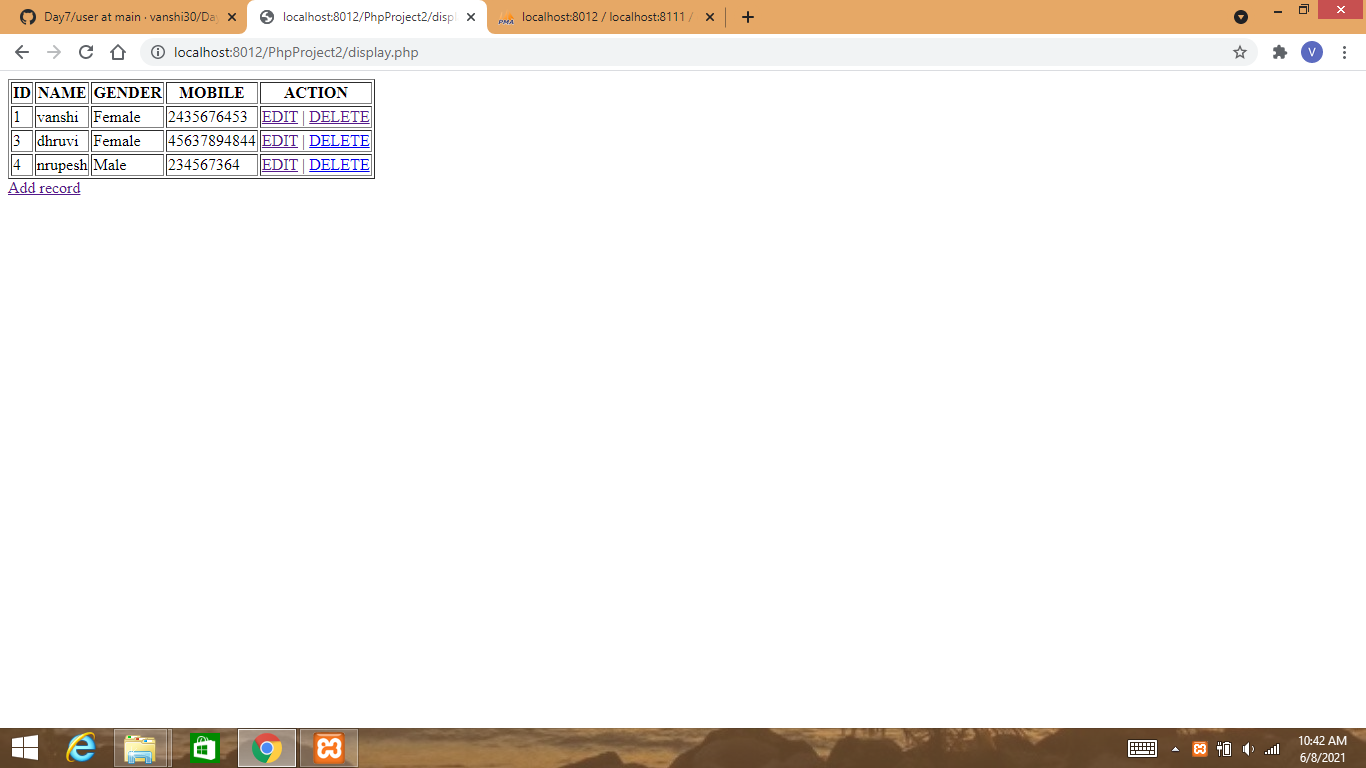 Day7/user at main · vanshi30/Day
localhost:8012/PhpProject2/displ
PMA
localhost:8012 / localhost:8111 /
localhost:8012/PhpProject2/display.php
V
ID NAME GENDER MOBILE ACTION
1 vanshi Female 2435676453 EDIT | DELETE
3 dhruvi Female 45637894844 EDIT | DELETE
4 nrupesh Male 234567364 EDIT | DELETE
Add record
10:42 AM
6/8/2021